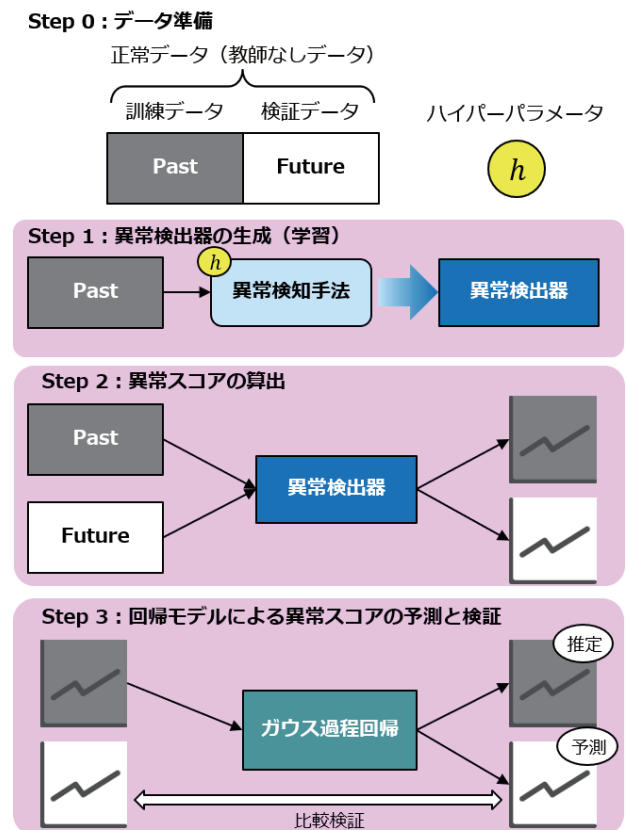 Step 0：データ準備
正常データ（教師なしデータ）
訓練データ 検証データ ハイパーパラメータ
Past Future h
Step 1：異常検出器の生成（学習）
h
Past 異常検知手法 異常検出器
Step 2：異常スコアの算出
Past
異常検出器
Future
Step 3：回帰モデルによる異常スコアの予測と検証
推定
ガウス過程回帰
予測
比較検証